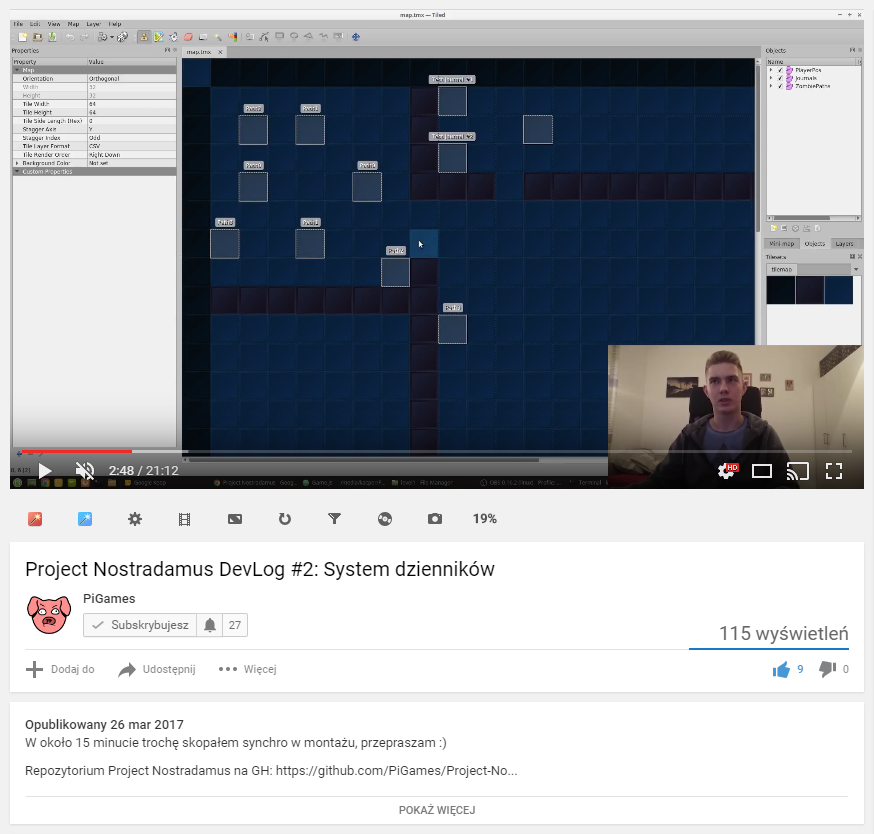 map.tmx — Tiled
File Edit View Map Layer Help
Properties
map.tmx
Objects
Property Value
Name
Map
PlayerPos
Orientation Orthogonal
Journals
Width 32
ZombiePaths
Height 32
Tile Width 64
Tile Height 64
Tile Side Length (Hex) 0
Stagger Axis Y
Stagger Index Odd
Tile Layer Format CSV
Tile Render Order Right Down
Background Color Not set
Custom Properties
Mini-map Objects Layers
Tilesets
tilemap
2:48 / 21:12
HD
19%
Project Nostradamus DevLog #2: System dzienników
PiGames
Subskrybujesz 27
115 wyświetleń
Dodaj do Udostępnij Więcej 9 0
Opublikowany 26 mar 2017
W około 15 minucie trochę skopałem synchro w montażu, przepraszam :)
Repozytorium Project Nostradamus na GH: https://github.com/PiGames/Project-No...
POKAŻ WIĘCEJ